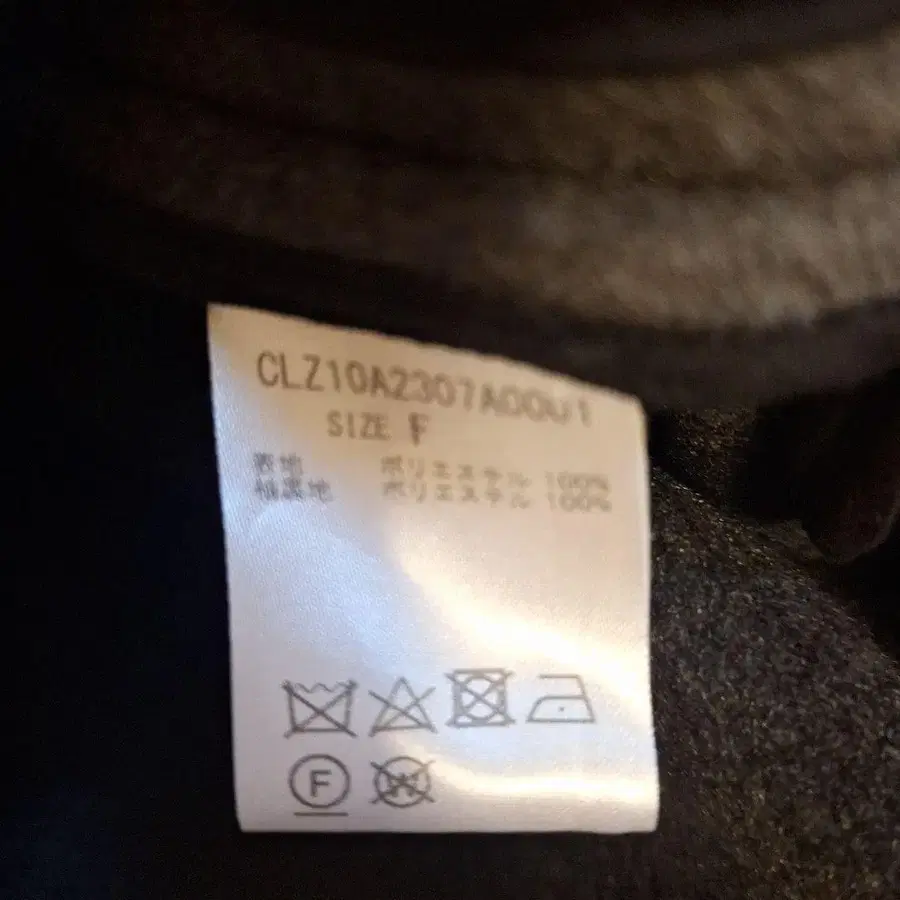 CLZ10A2307A0001
SIZE F
表地 ポリエステル 100%
袖裏地 ポリエステル 100%
F
W